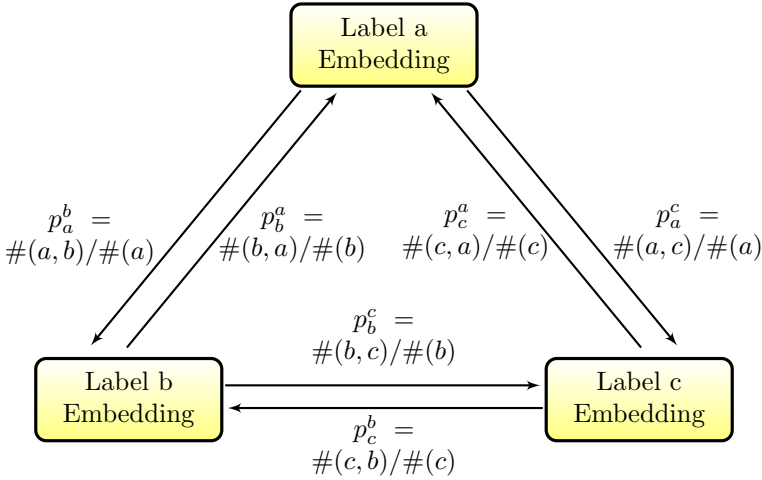 Label a
Embedding
p_a^b =
#(a, b)/#(a)
p_b^a =
#(b, a)/#(b)
p_c^a =
#(c, a)/#(c)
p_a^c =
#(a, c)/#(a)
p_b^c =
#(b, c)/#(b)
Label b
Embedding
Label c
Embedding
p_c^b =
#(c, b)/#(c)